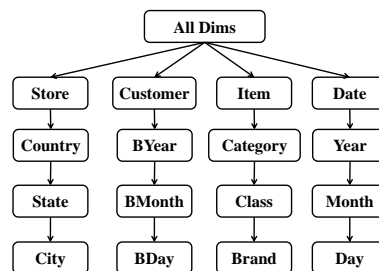 All Dims
Store Customer Item Date
Country BYear Category Year
State BMonth Class Month
City BDay Brand Day